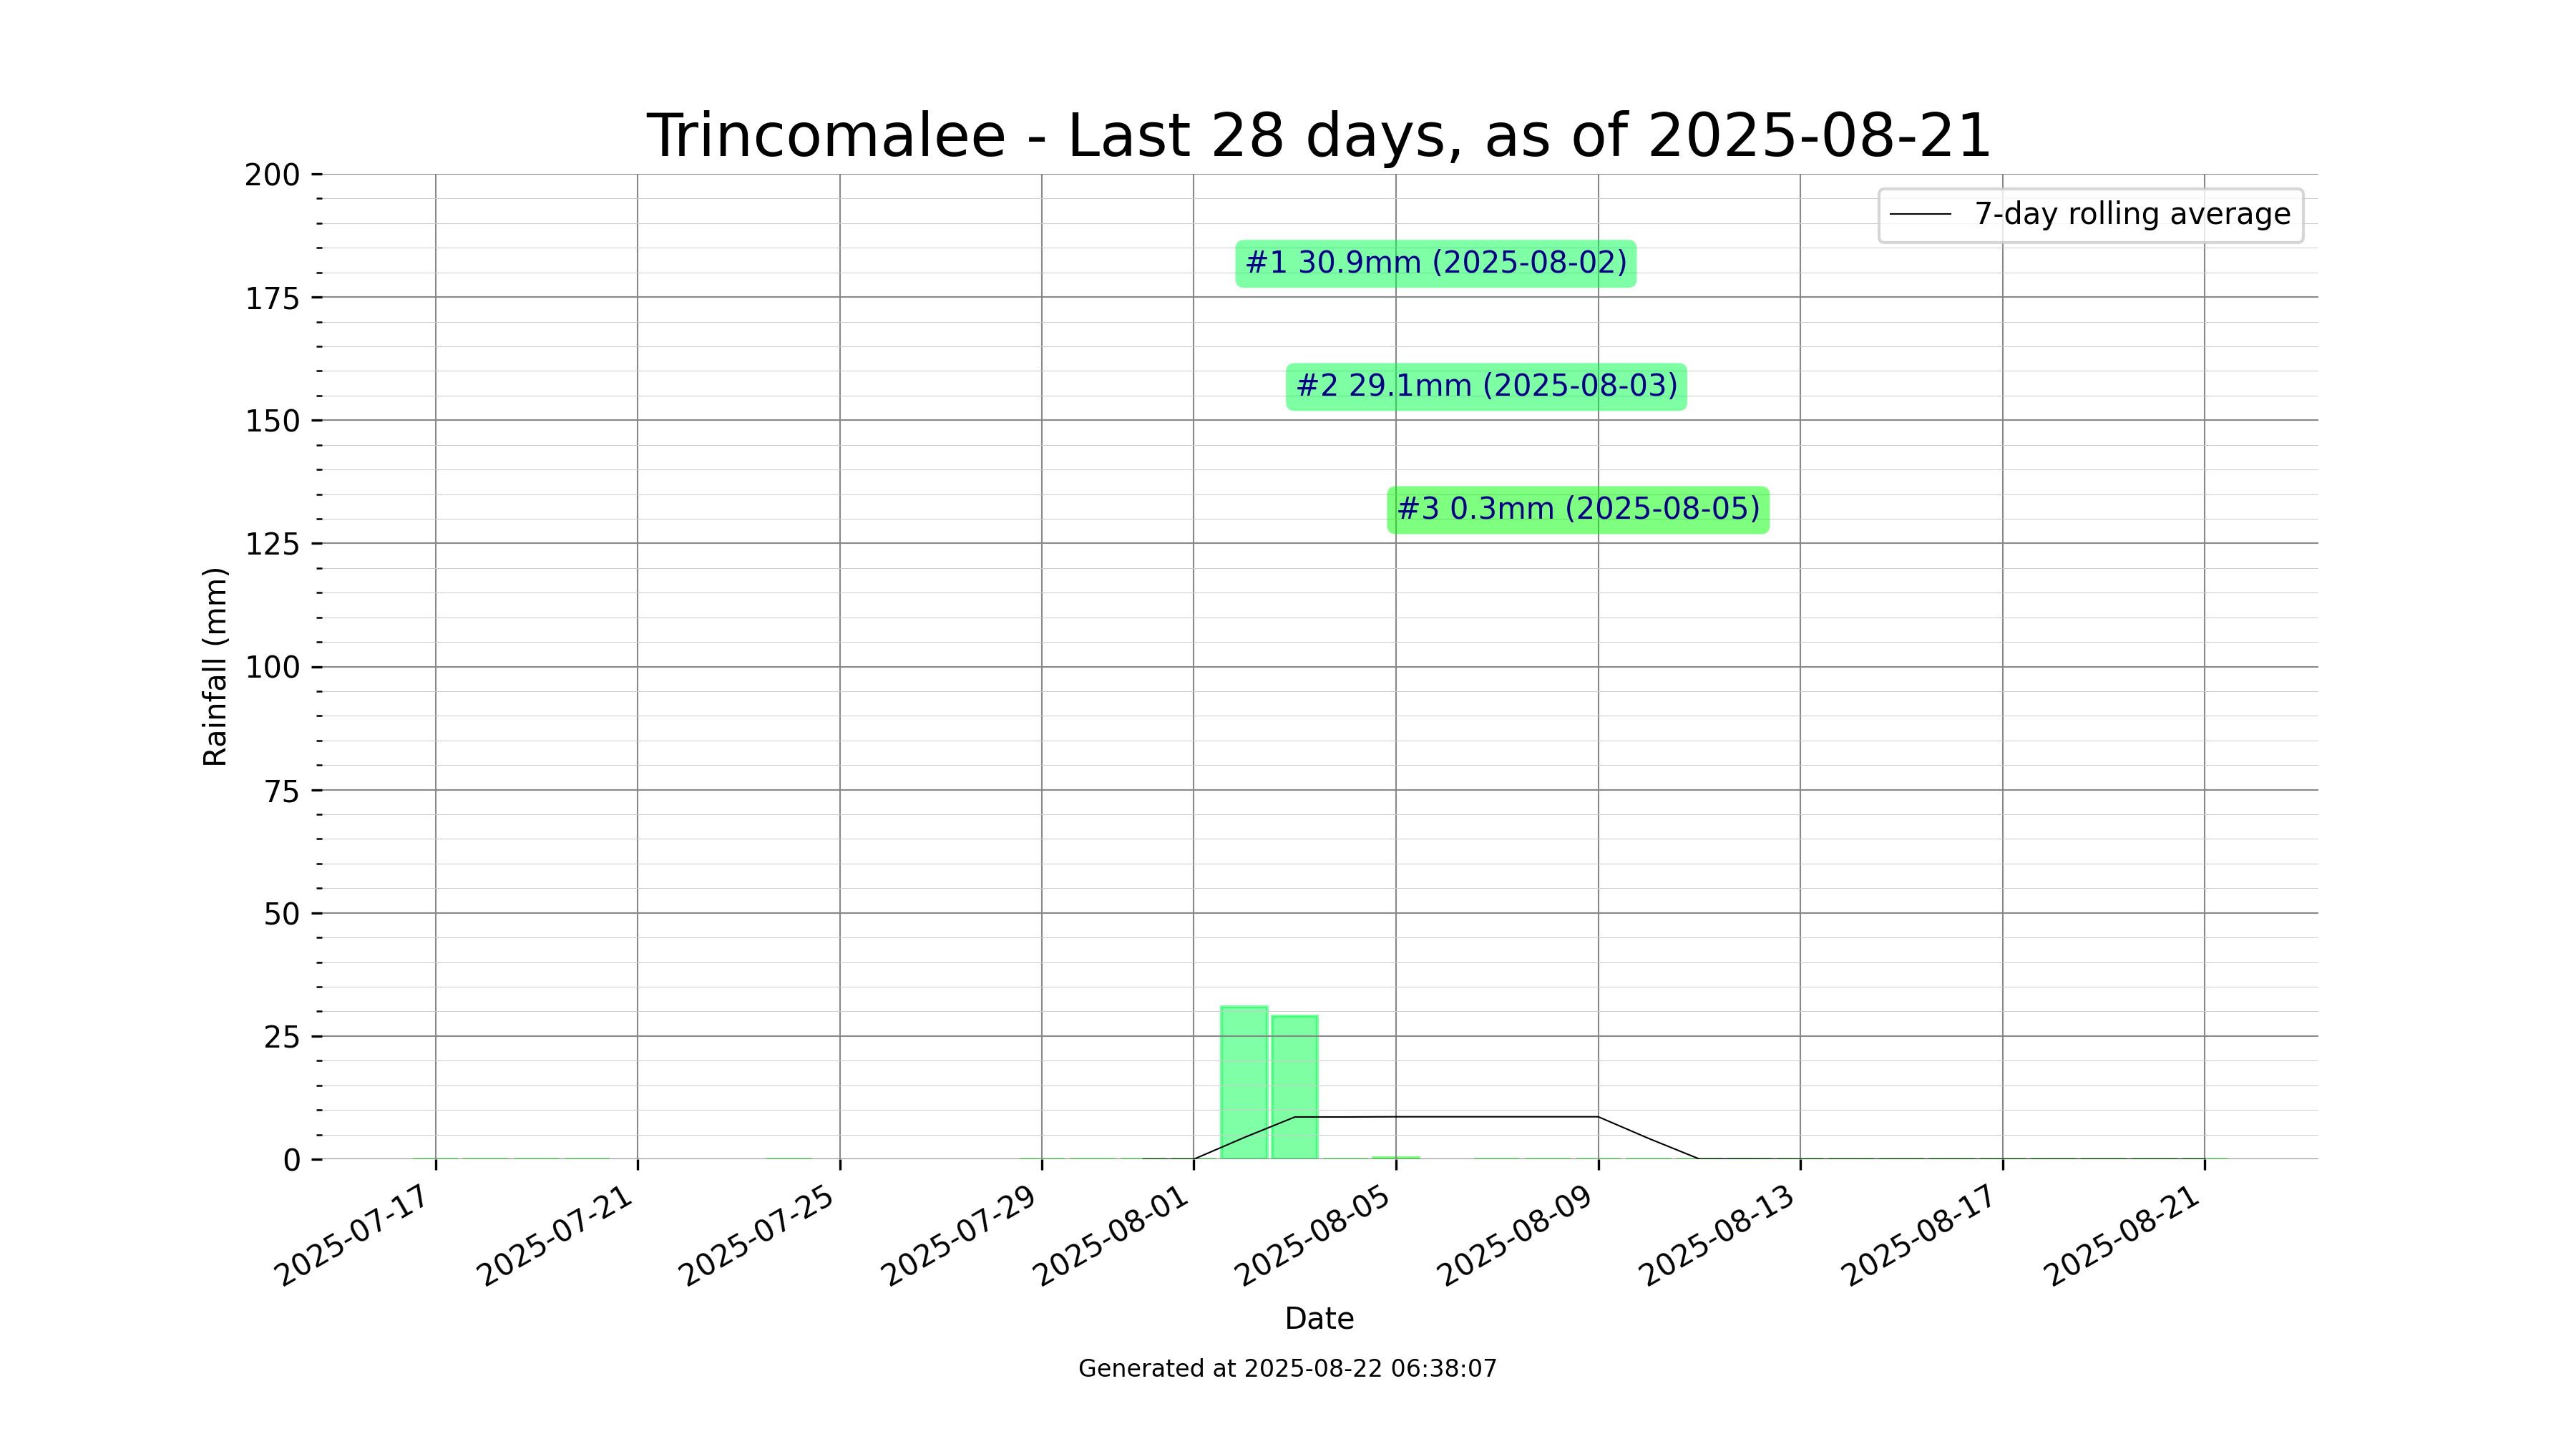 Trincomalee - Last 28 days, as of 2025-08-21
200
175
150
125
100
75
50
25
0
Rainfall (mm)
7-day rolling average
#1 30.9mm (2025-08-02)
#2 29.1mm (2025-08-03)
#3 0.3mm (2025-08-05)
2025-07-17
2025-07-21
2025-07-25
2025-07-29
2025-08-01
2025-08-05
2025-08-09
2025-08-13
2025-08-17
2025-08-21
Date
Generated at 2025-08-22 06:38:07